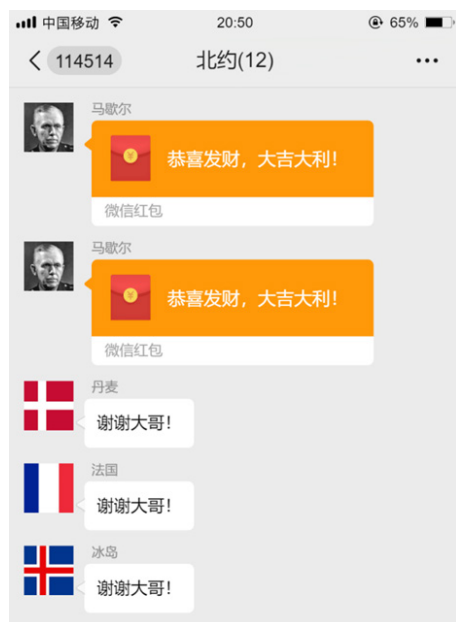 中国移动 20:50 65%
114514 北约(12)
马歇尔
恭喜发财，大吉大利！
微信红包
马歇尔
恭喜发财，大吉大利！
微信红包
丹麦
谢谢大哥！
法国
谢谢大哥！
冰岛
谢谢大哥！